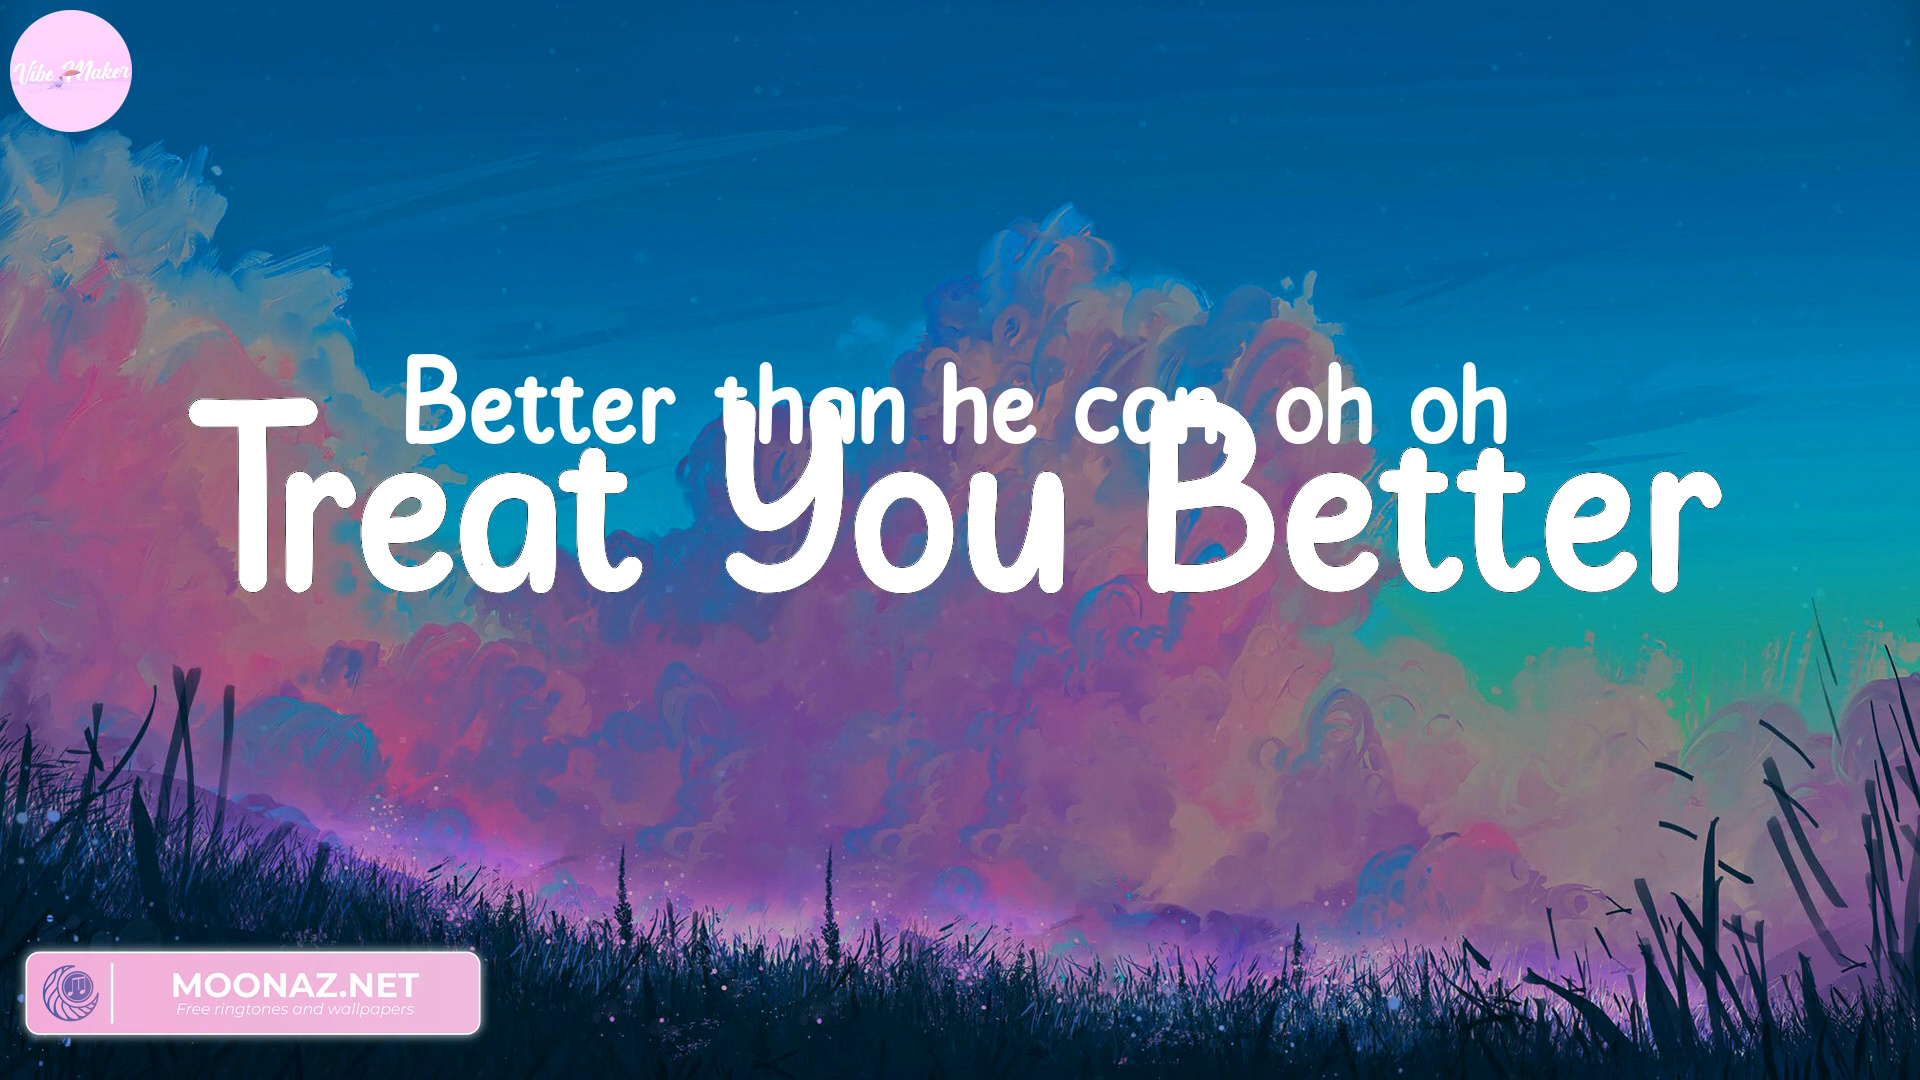 Vibe Maker
Better than he can, oh oh
Treat You Better
MOONAZ.NET
Free ringtones and wallpapers